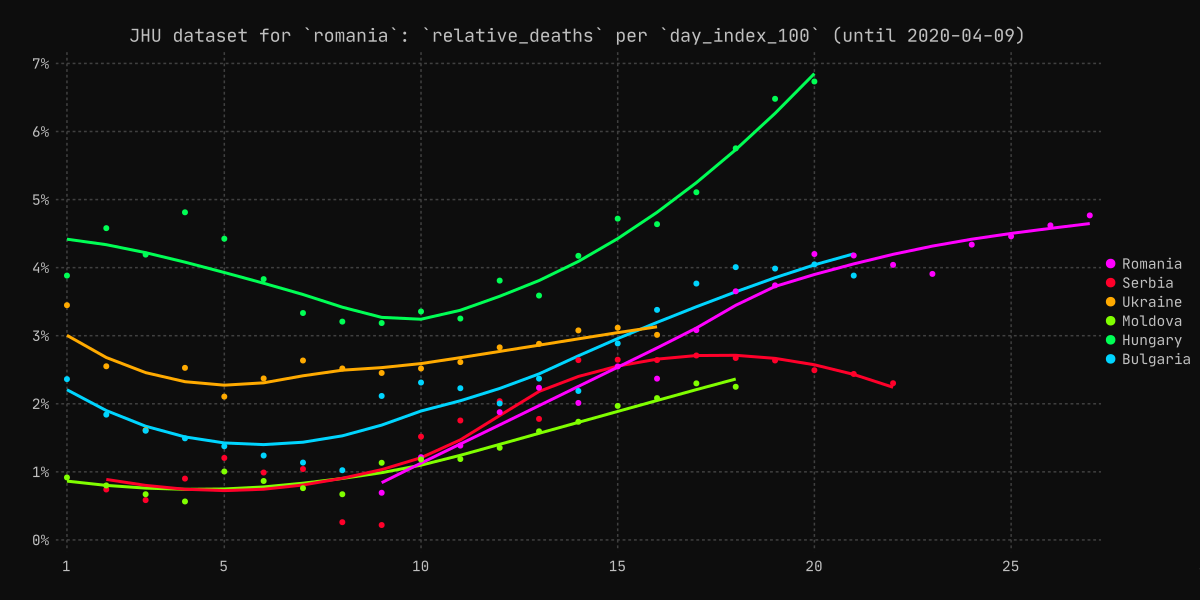 JHU dataset for `romania`: `relative_deaths` per `day_index_100` (until 2020-04-09)
7%
6%
5%
4%
3%
2%
1%
0%
1 5 10 15 20 25
Romania
Serbia
Ukraine
Moldova
Hungary
Bulgaria